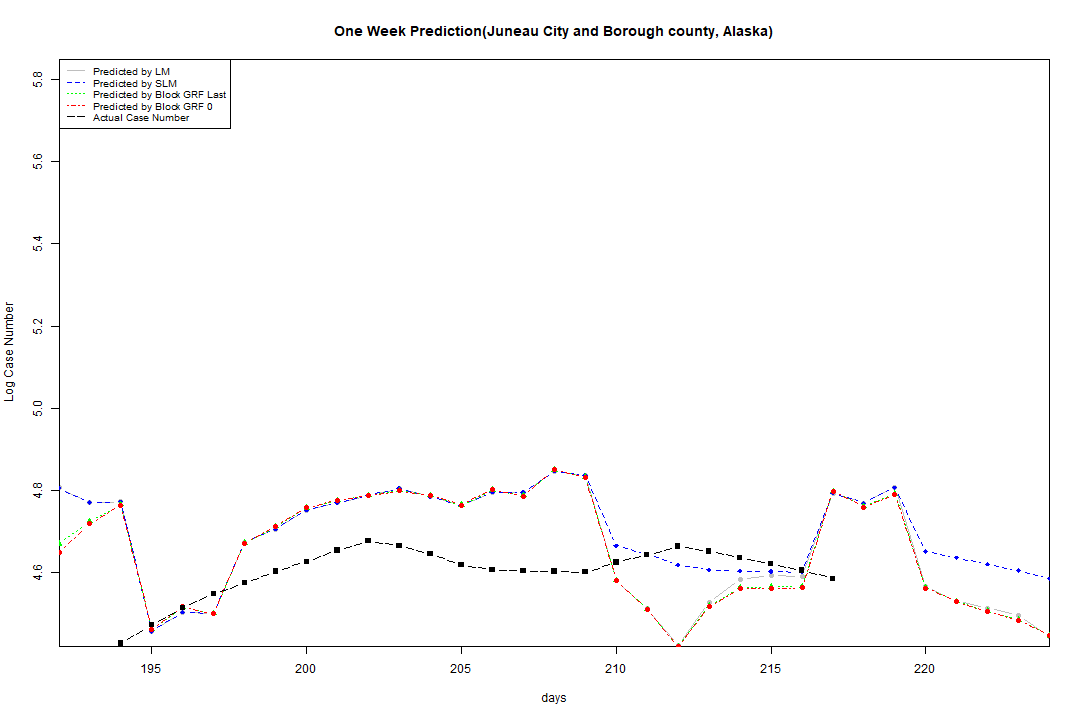 One Week Prediction(Juneau City and Borough county, Alaska)
Predicted by LM
Predicted by SLM
Predicted by Block GRF Last
Predicted by Block GRF 0
Actual Case Number
5.8
5.6
5.4
5.2
5.0
4.8
4.6
Log Case Number
195 200 205 210 215 220
days